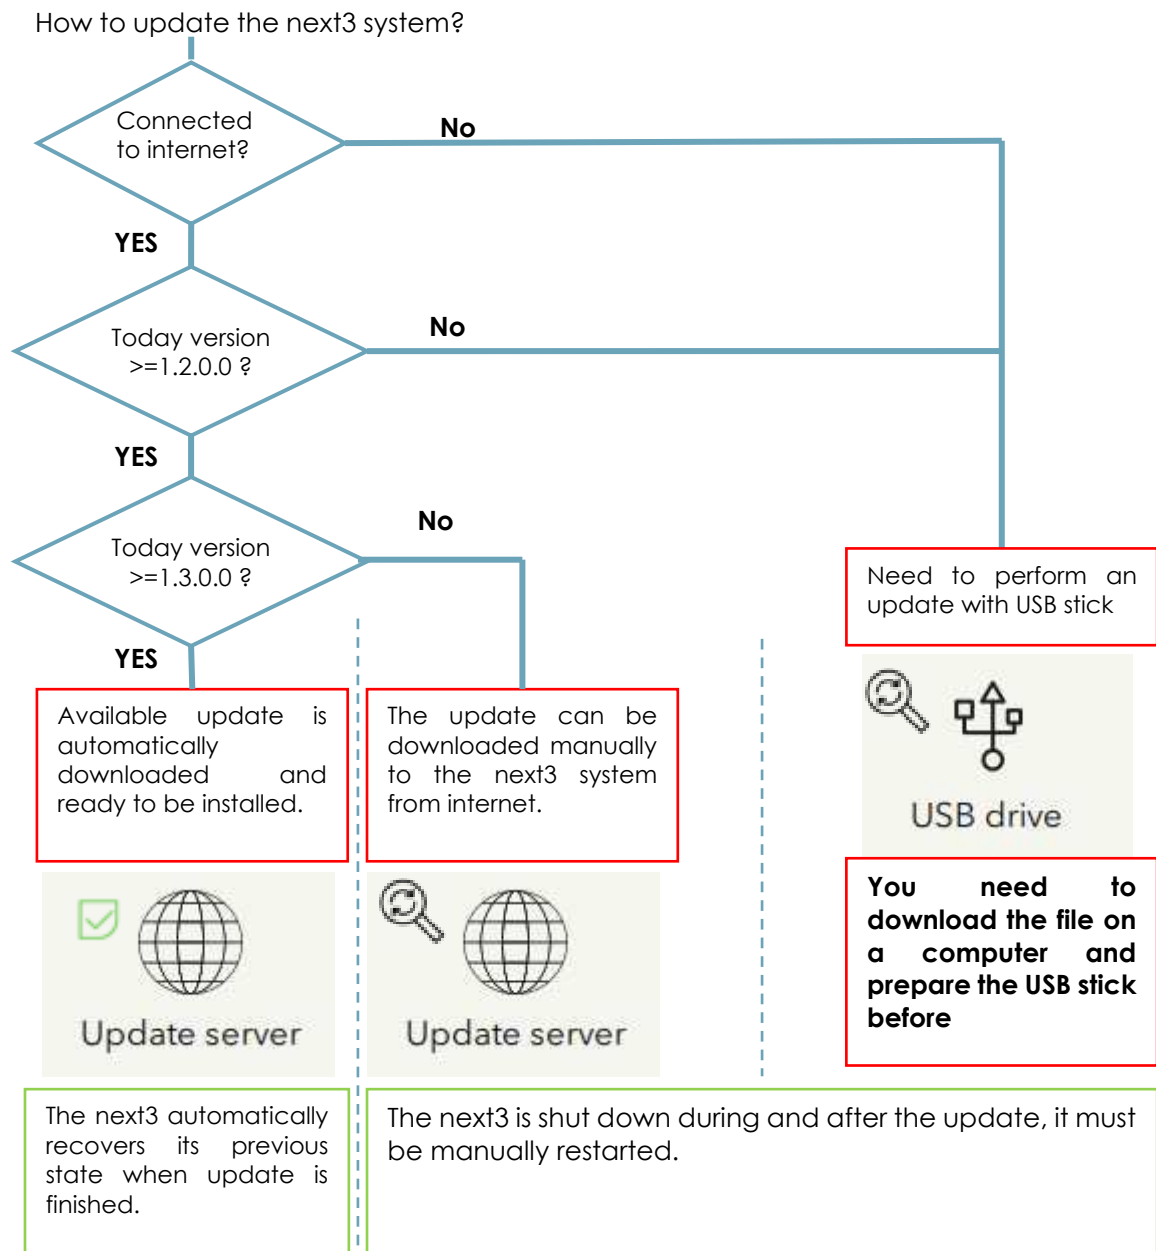 How to update the next3 system?
Connected
to internet?
No
YES
Today version
>=1.2.0.0 ?
No
YES
Today version
>=1.3.0.0 ?
No
YES
Need to perform an
update with USB stick
USB drive
You need to
download the file on
a computer and
prepare the USB stick
before
Available update is
automatically
downloaded and
ready to be installed.
The update can be
downloaded manually
to the next3 system
from internet.
Update server
Update server
The next3 automatically
recovers its previous
state when update is
finished.
The next3 is shut down during and after the update, it must
be manually restarted.